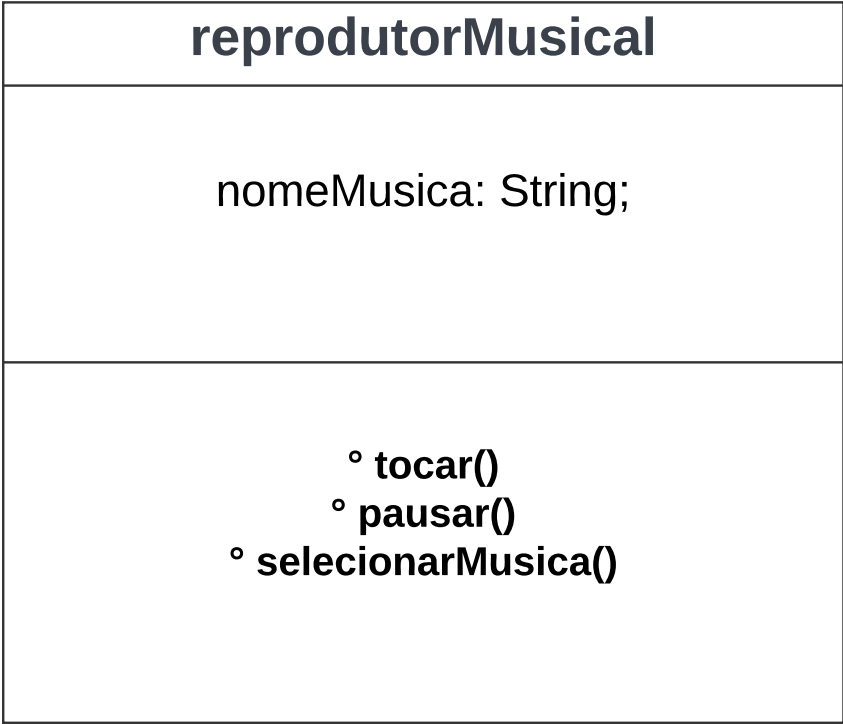 reprodutorMusical
nomeMusica: String;
° tocar()
° pausar()
° selecionarMusica()